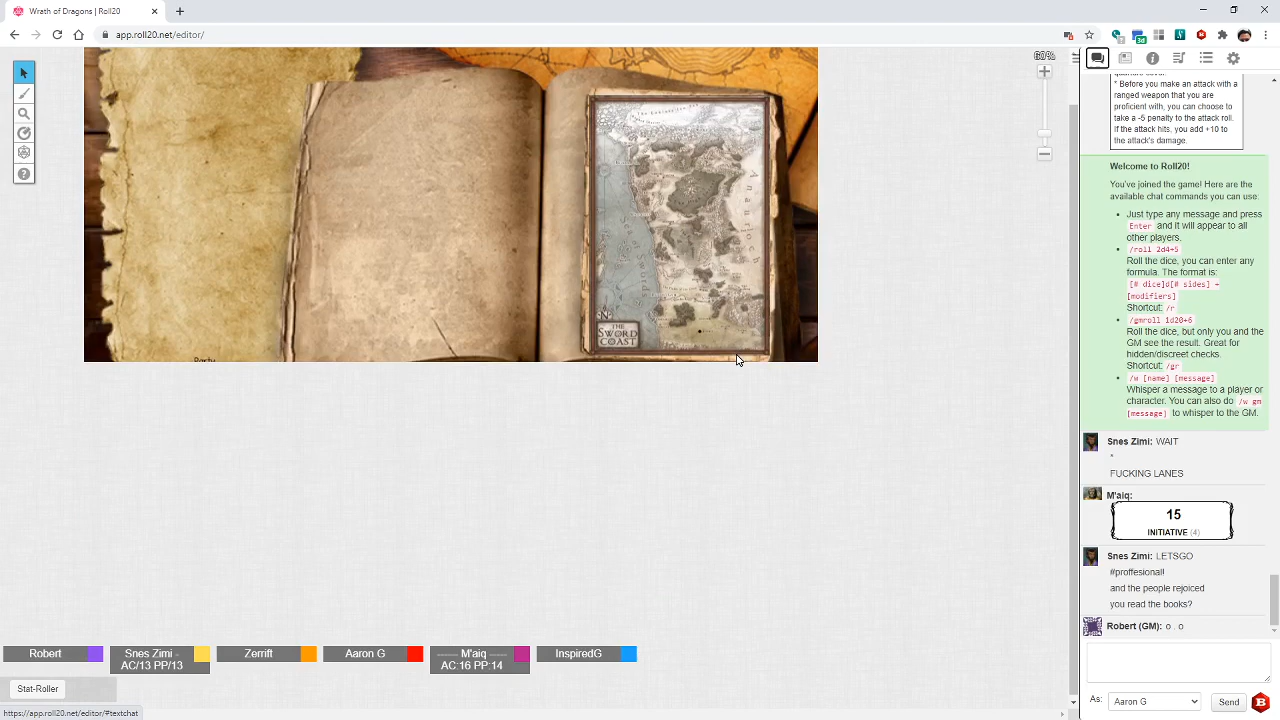 Wrath of Dragons | Roll20
app.roll20.net/editor/
60%
* Before you make an attack with a
ranged weapon that you are
proficient with, you can choose to
take a -5 penalty to the attack roll.
If the attack hits, you add +10 to
the attack's damage.
Welcome to Roll20!
You've joined the game! Here are the
available chat commands you can use:
Just type any message and press
Enter and it will appear to all
other players.
/roll 2d4+5
Roll the dice, you can enter any
formula. The format is:
[# dice]d[# sides] +
[modifiers]
Shortcut: /r
/gmroll 1d20+6
Roll the dice, but only you and the
GM see the result. Great for
hidden/discreet checks.
Shortcut: /gr
/w [name] [message]
Whisper a message to a player or
character. You can also do /w gm
[message] to whisper to the GM.
Snes Zimi: WAIT
*
FUCKING LANES
M'aiq:
15
INITIATIVE (4)
Snes Zimi: LETSGO
#proffesional!
and the people rejoiced
you read the books?
Robert (GM): o . o
As: Aaron G
Send
Anauroch
Sea of Swords
N
THE
SWORD
COAST
Party
Robert
Snes Zimi
AC/13 PP/13
Zerrift
Aaron G
M'aiq
AC:16 PP:14
InspiredG
Stat-Roller
https://app.roll20.net/editor/#textchat